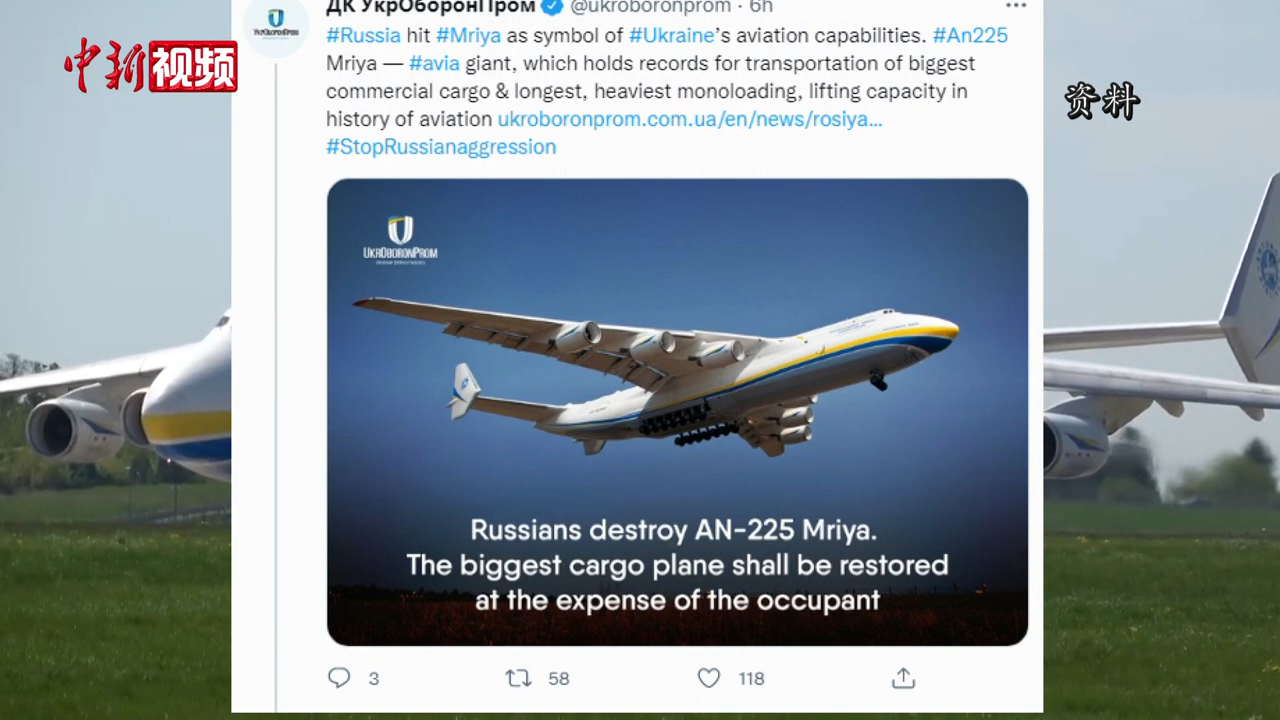 ДК УкрОборонПром @ukroboronprom · 6h
#Russia hit #Mriya as symbol of #Ukraine's aviation capabilities. #An225
Mriya — #avia giant, which holds records for transportation of biggest
commercial cargo & longest, heaviest monoloading, lifting capacity in
history of aviation ukroboronprom.com.ua/en/news/rosiya...
#StopRussianaggression
中新视频
资料
UKROBORONPROM
UKROBORONPROM
Russians destroy AN-225 Mriya.
The biggest cargo plane shall be restored
at the expense of the occupant
3 58 118